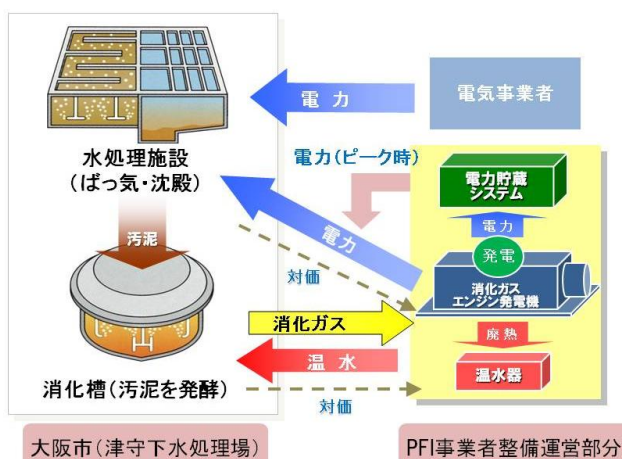 電力
電気事業者
水処理施設
(ばっ気・沈殿)
電力(ピーク時)
電力貯蔵
システム
電力
発電
電力
消化ガス
エンジン発電機
汚泥
対価
消化ガス
廃熱
温水
温水器
消化槽(汚泥を発酵)
対価
大阪市(津守下水処理場)
PFI事業者整備運営部分